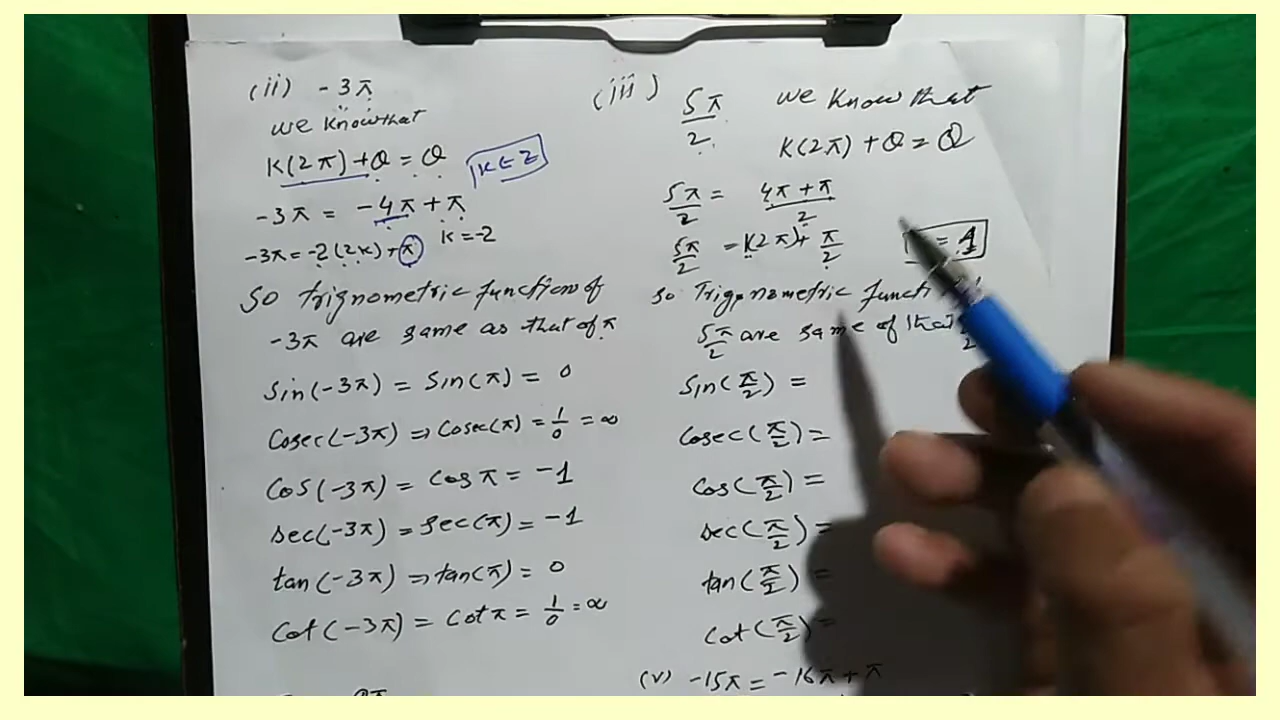 (ii) -3π
we know that
K(2π)+θ = θ
K∈Z
-3π = -4π+π
-3π = -2(2π)+π K=-2
So trignometric function of
-3π are same as that of π
Sin(-3π) = Sin(π) = 0
Cosec(-3π) ⇒ Cosec(π) = 1/0 = ∞
Cos(-3π) = Cos π = -1
Sec(-3π) = Sec(π) = -1
tan(-3π) ⇒ tan(π) = 0
Cot(-3π) = Cot π = 1/0 = ∞
(iii) 5π/2 we know that
K(2π)+θ = θ
5π/2 = 4π+π/2
5π/2 = K(2π)+π/2 = 1
So Trignometric functi
5π/2 are same of that
Sin(π/2) =
Cosec(π/2) =
Cos(π/2) =
Sec(π/2) =
tan(π/2) =
Cot(π/2) =
(v) -15π = -16π+π